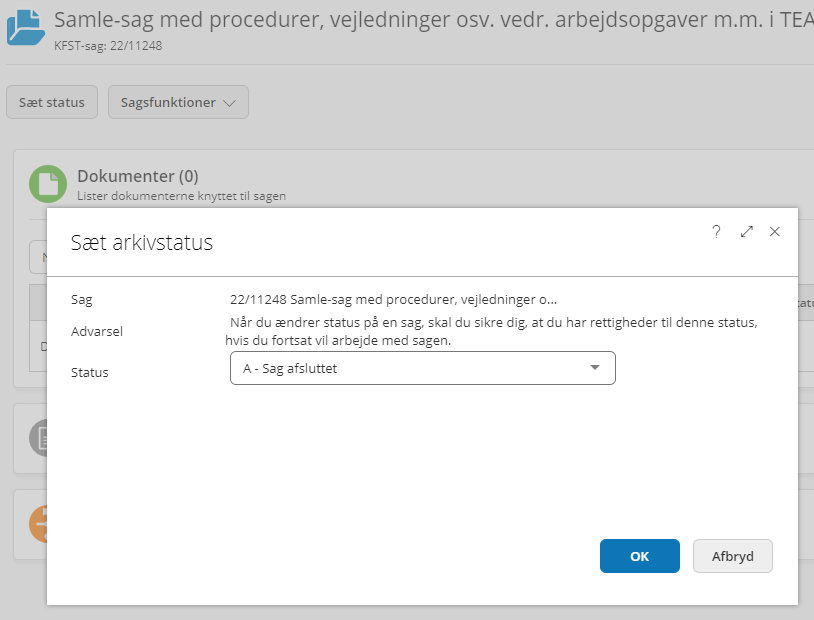 Samle-sag med procedurer, vejledninger osv. vedr. arbejdsopgaver m.m. i TEA
KFST-sag: 22/11248
Sæt status
Sagsfunktioner
Dokumenter (0)
Lister dokumenterne knyttet til sagen
Sæt arkivstatus
?
Sag
22/11248 Samle-sag med procedurer, vejledninger o...
Advarsel
Når du ændrer status på en sag, skal du sikre dig, at du har rettigheder til denne status,
hvis du fortsat vil arbejde med sagen.
Status
A - Sag afsluttet
OK
Afbryd